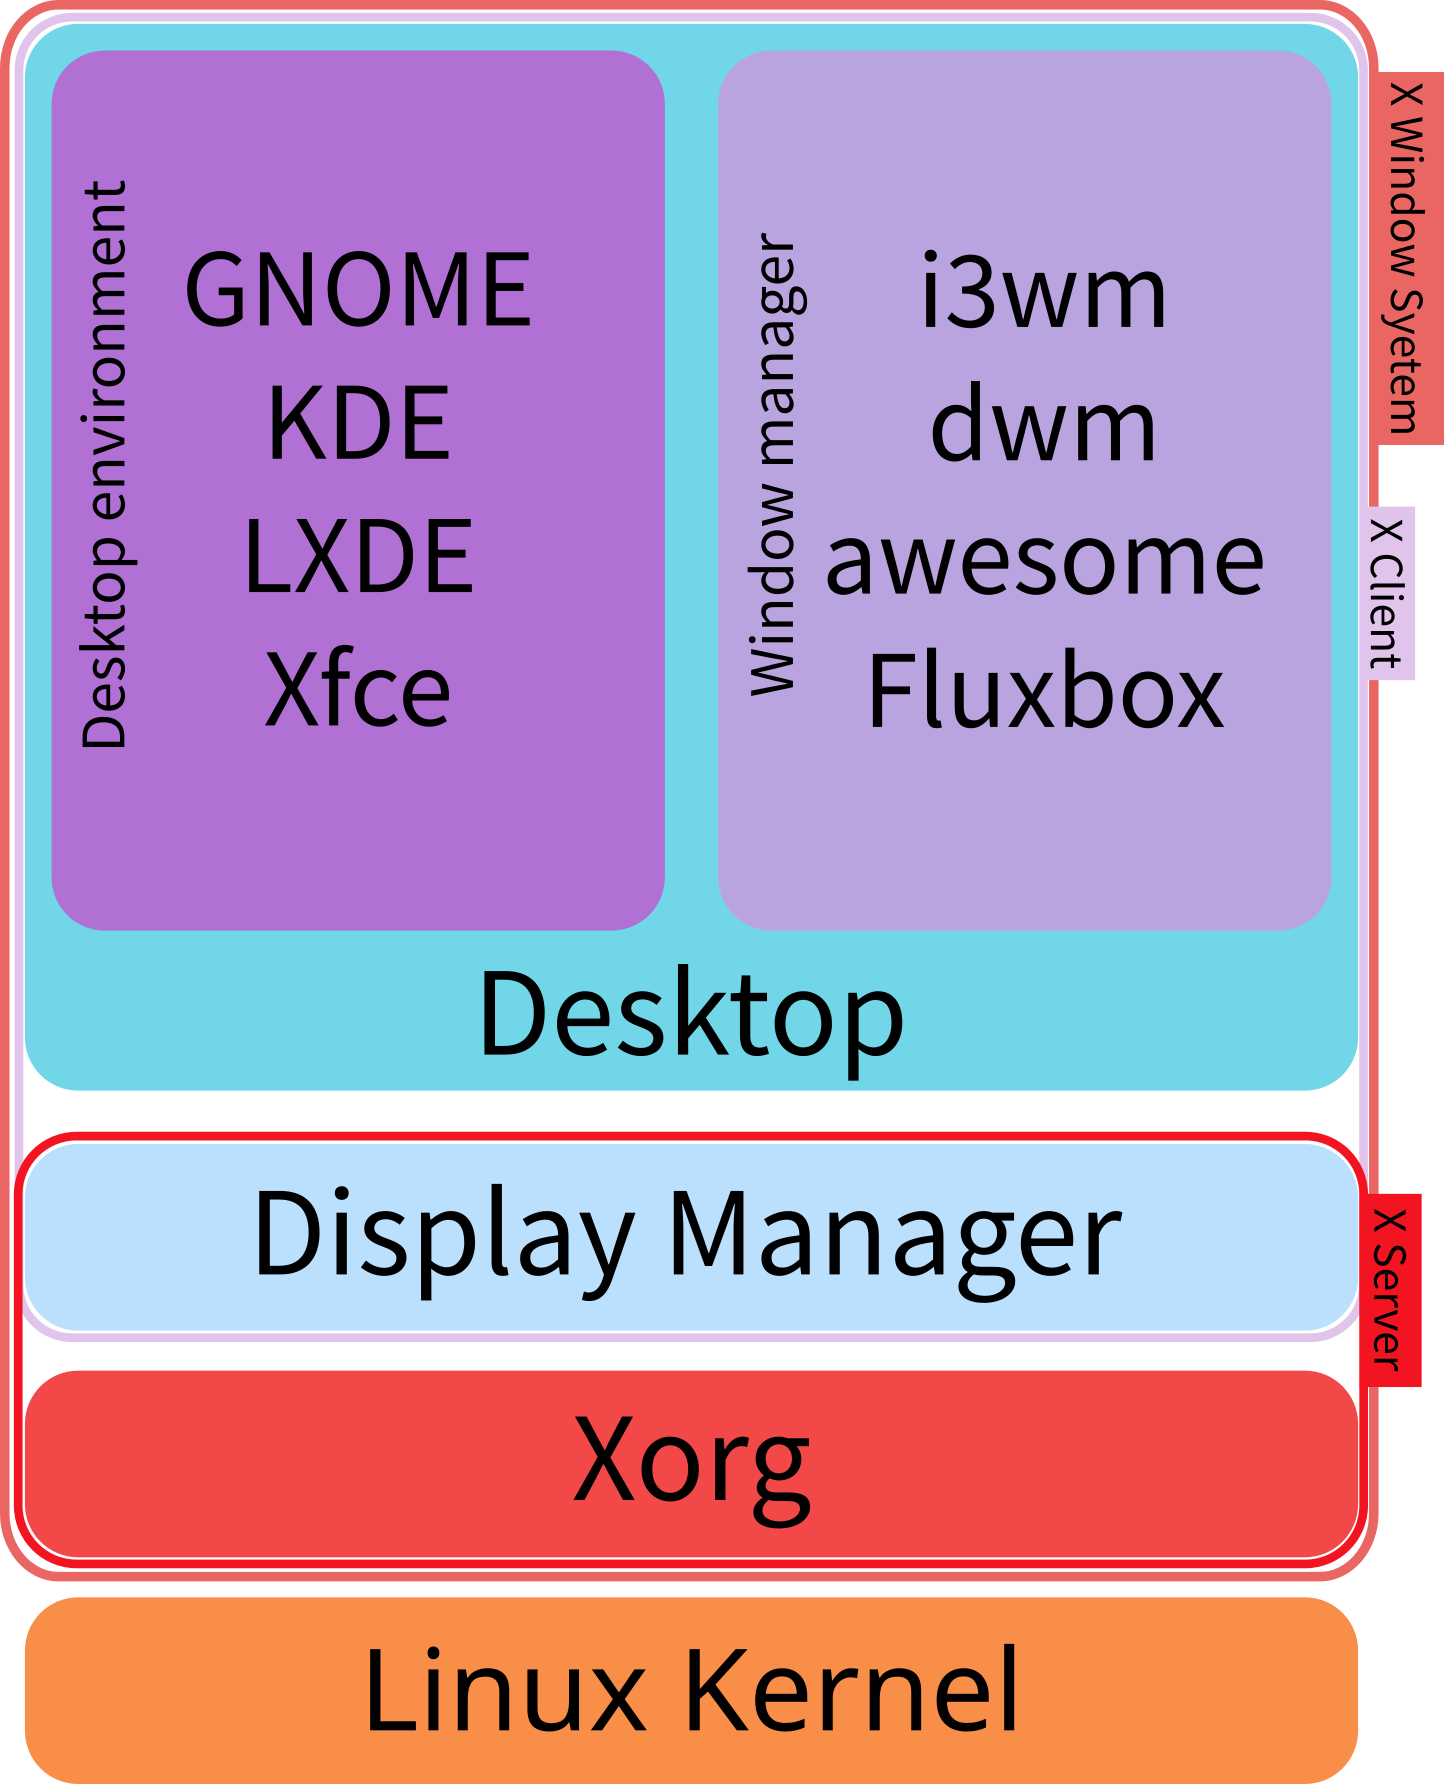 Desktop environment
GNOME
KDE
LXDE
Xfce
Window manager
i3wm
dwm
awesome
Fluxbox
X Window Syetem
X Client
Desktop
Display Manager
X Server
Xorg
Linux Kernel